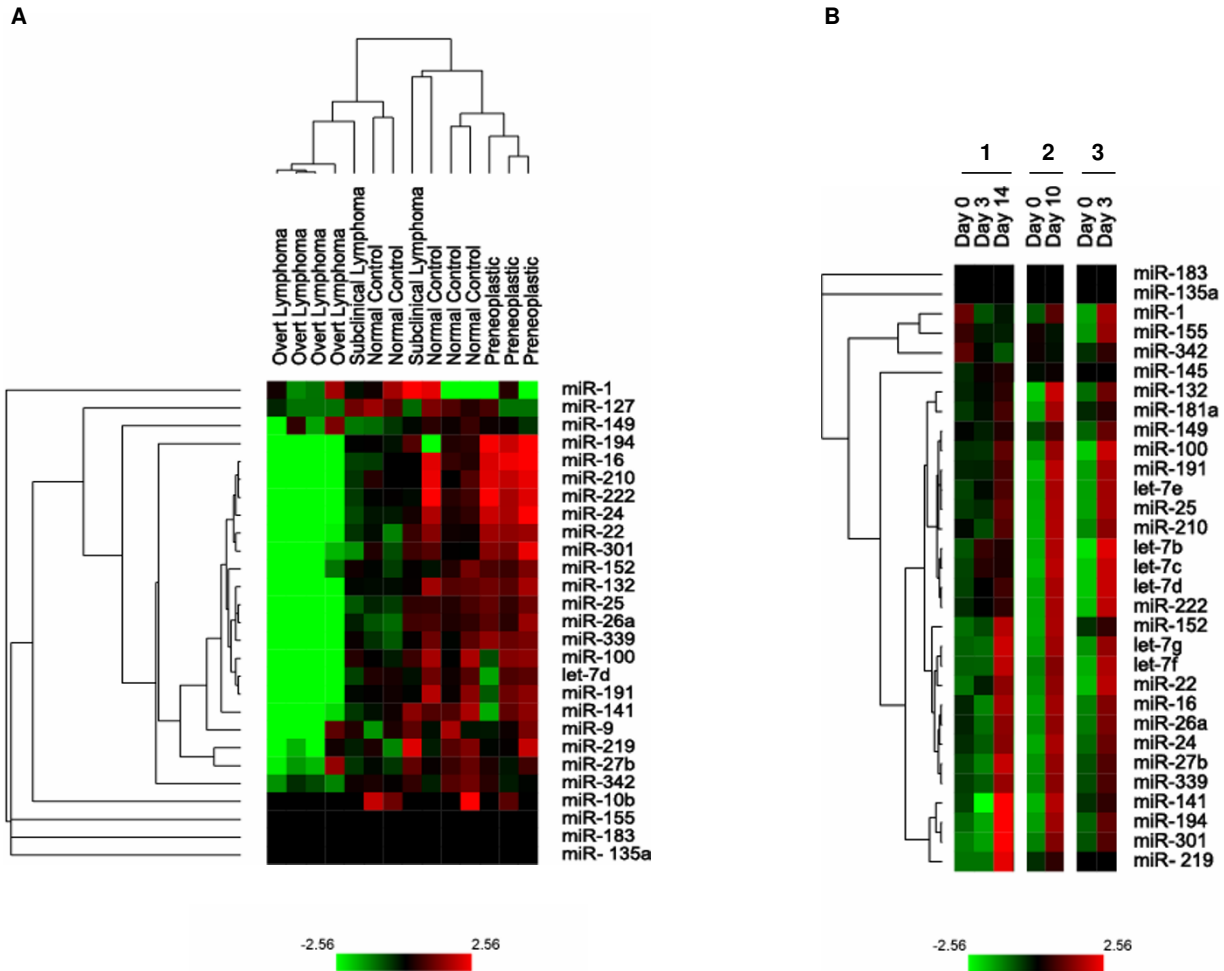 A
B
Overt Lymphoma
Overt Lymphoma
Overt Lymphoma
Overt Lymphoma
Subclinical Lymphoma
Normal Control
Normal Control
Subclinical Lymphoma
Normal Control
Normal Control
Normal Control
Preneoplastic
Preneoplastic
Preneoplastic
miR-1
miR-127
miR-149
miR-194
miR-16
miR-210
miR-222
miR-24
miR-22
miR-301
miR-152
miR-132
miR-25
miR-26a
miR-339
miR-100
let-7d
miR-191
miR-141
miR-9
miR-219
miR-27b
miR-342
miR-10b
miR-155
miR-183
miR- 135a
-2.56 2.56
1 2 3
Day 0
Day 3
Day 14
Day 0
Day 10
Day 0
Day 3
miR-183
miR-135a
miR-1
miR-155
miR-342
miR-145
miR-132
miR-181a
miR-149
miR-100
miR-191
let-7e
miR-25
miR-210
let-7b
let-7c
let-7d
miR-222
miR-152
let-7g
let-7f
miR-22
miR-16
miR-26a
miR-24
miR-27b
miR-339
miR-141
miR-194
miR-301
miR- 219
-2.56 2.56